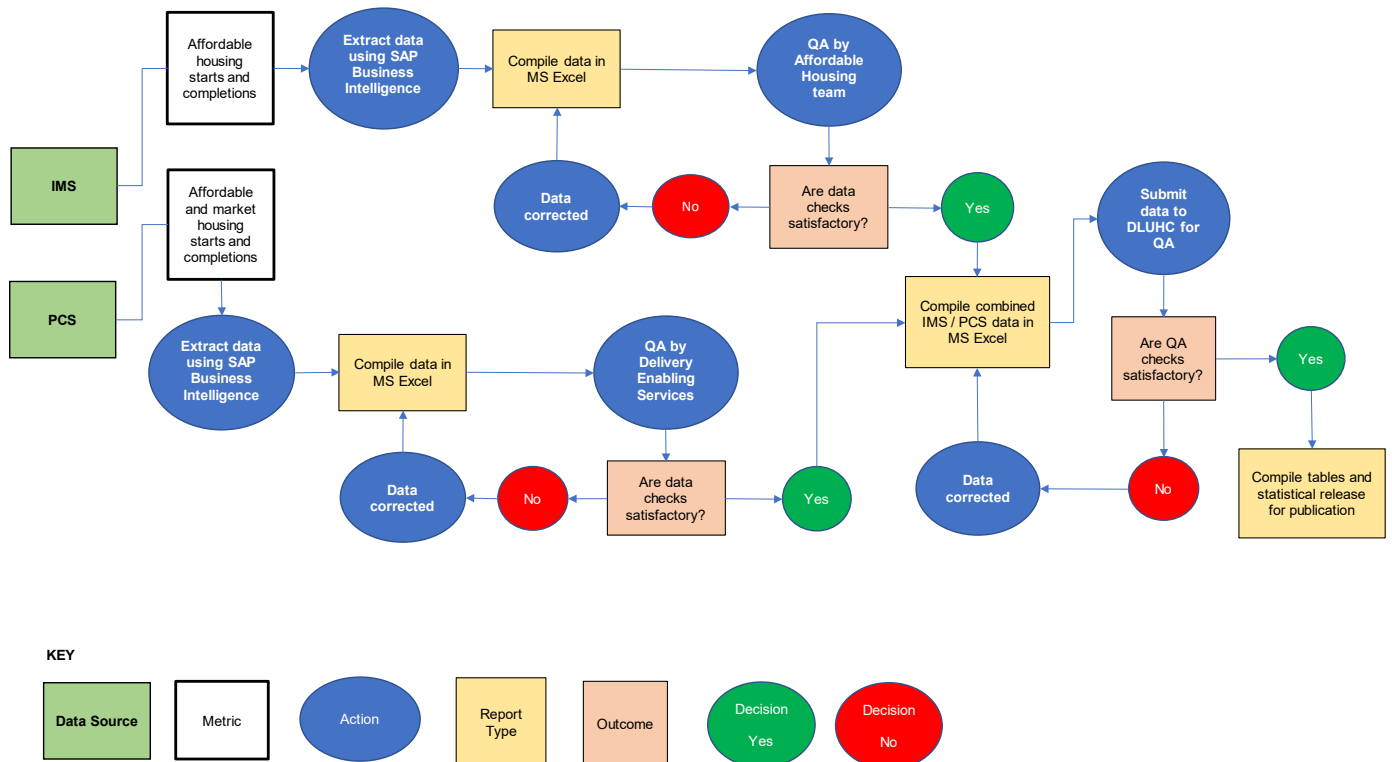 Affordable
housing
starts and
completions
Extract data
using SAP
Business
Intelligence
Compile data in
MS Excel
QA by
Affordable
Housing
team
IMS
Affordable
and market
housing
starts and
completions
Data
corrected
No
Are data
checks
satisfactory?
Yes
Submit
data to
DLUHC for
QA
PCS
Extract data
using SAP
Business
Intelligence
Compile data in
MS Excel
QA by
Delivery
Enabling
Services
Compile combined
IMS / PCS data in
MS Excel
Are QA
checks
satisfactory?
Yes
Data
corrected
No
Are data
checks
satisfactory?
Yes
Data
corrected
No
Compile tables and
statistical release
for publication
KEY
Data Source
Metric
Action
Report
Type
Outcome
Decision
Yes
Decision
No